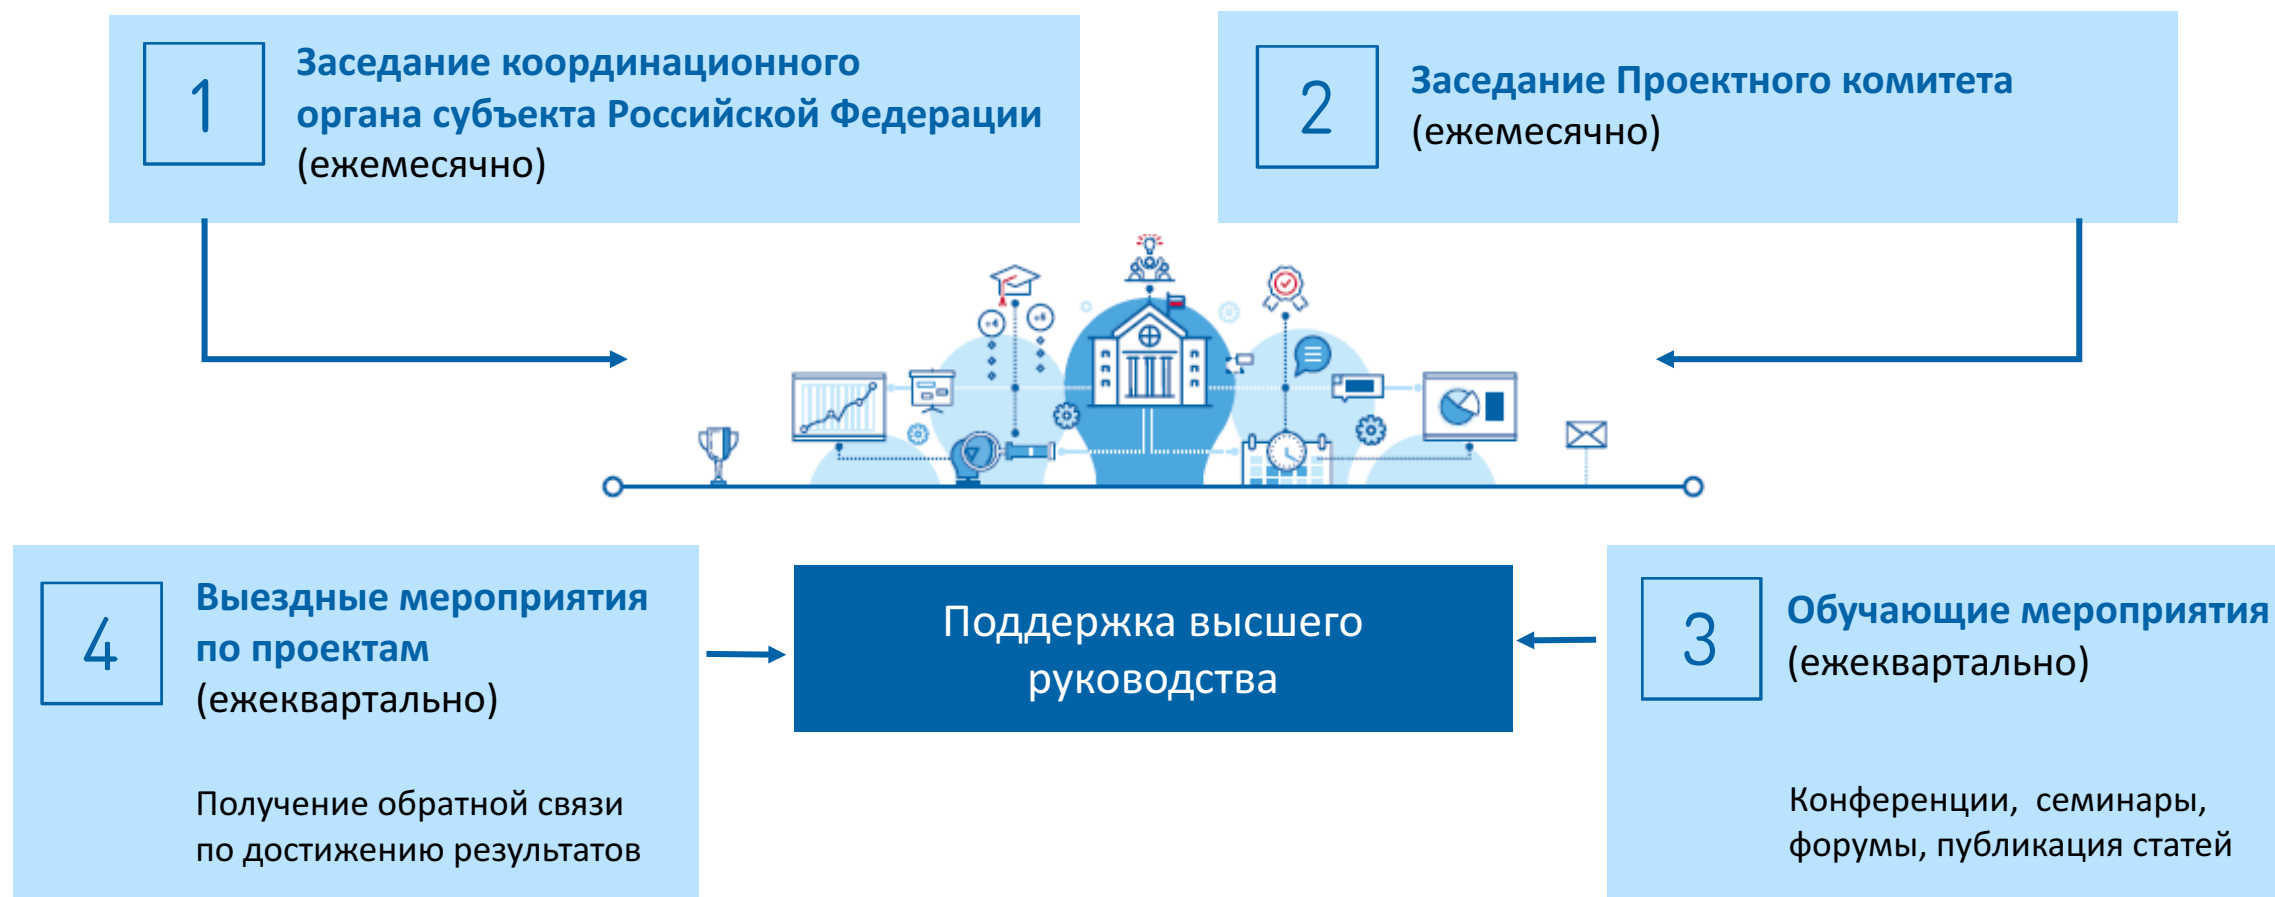 1
Заседание координационного
органа субъекта Российской Федерации
(ежемесячно)
2
Заседание Проектного комитета
(ежемесячно)
4
Выездные мероприятия
по проектам
(ежеквартально)
Получение обратной связи
по достижению результатов
Поддержка высшего
руководства
3
Обучающие мероприятия
(ежеквартально)
Конференции, семинары,
форумы, публикация статей